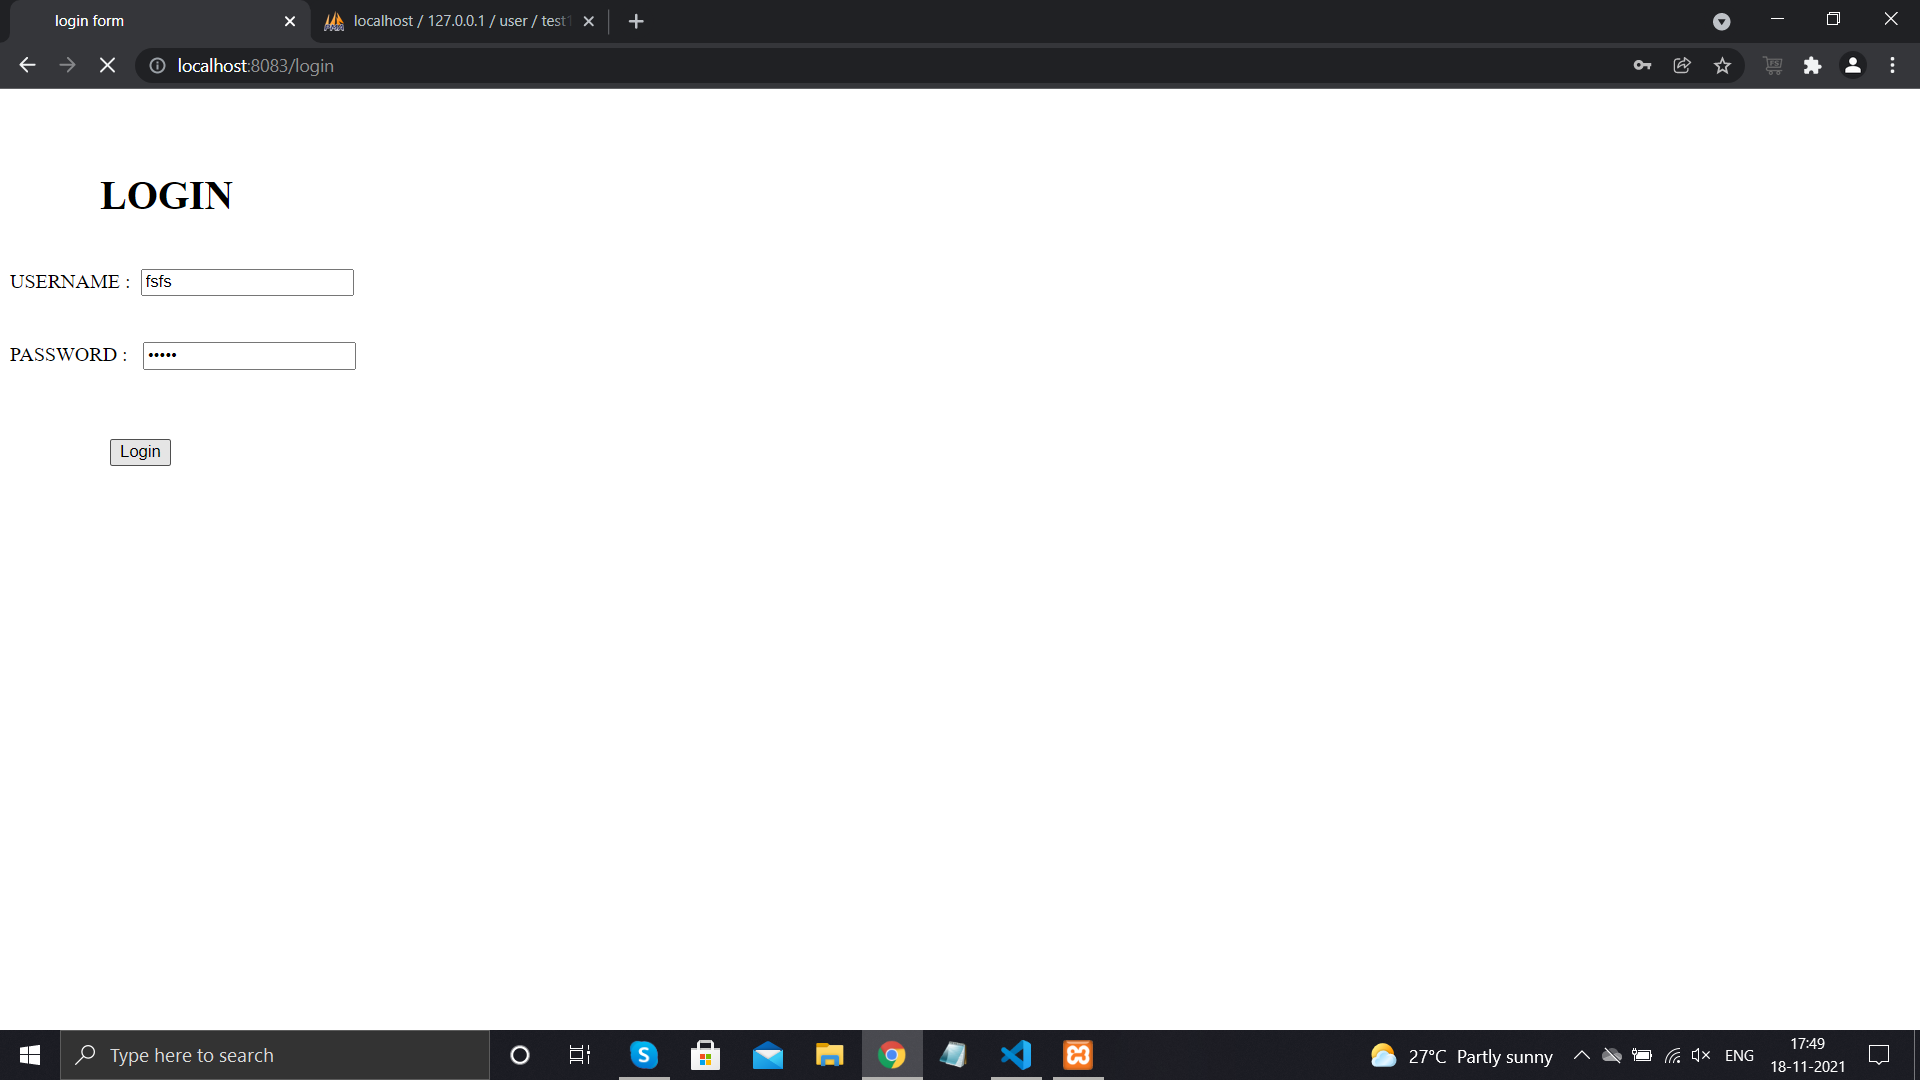 login form
localhost / 127.0.0.1 / user / test1
localhost:8083/login
LOGIN
USERNAME : fsfs
PASSWORD : •••••
Login
Type here to search
27°C Partly sunny
ENG
17:49
18-11-2021